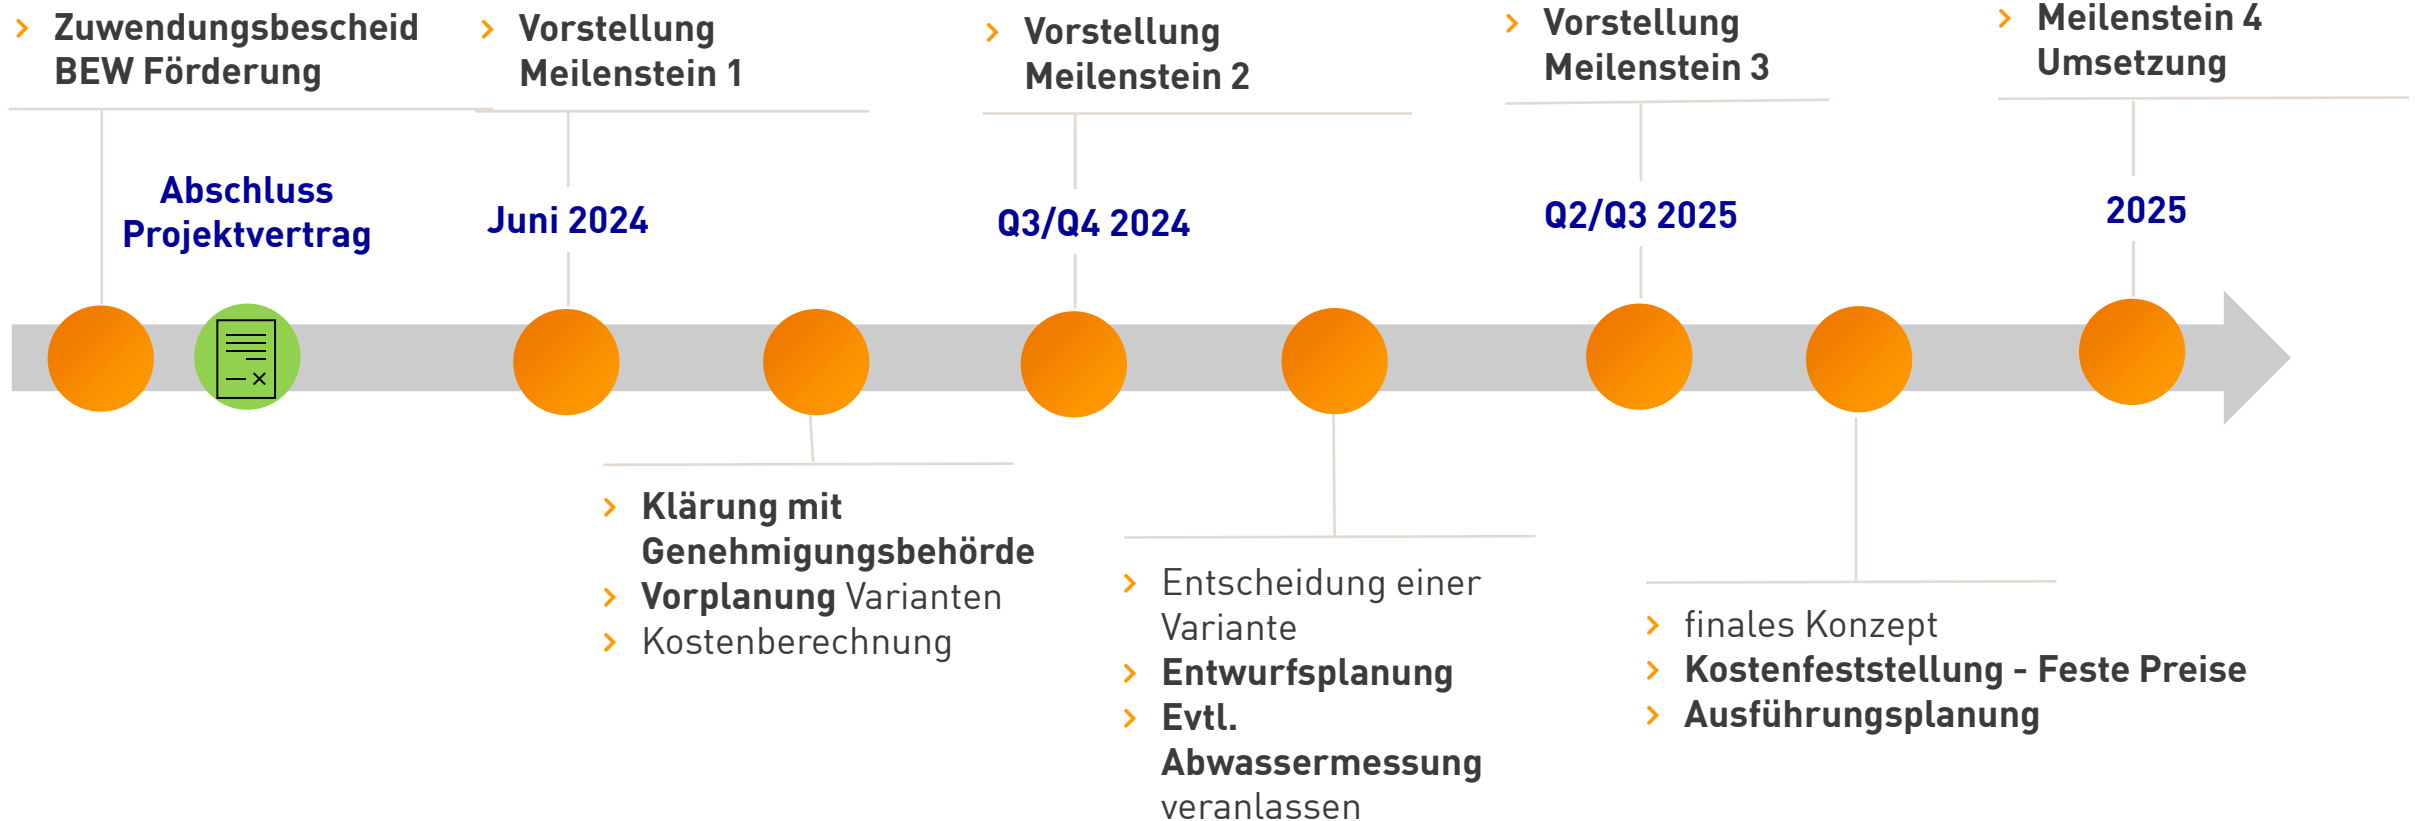 Zuwendungsbescheid
BEW Förderung
Vorstellung
Meilenstein 1
Vorstellung
Meilenstein 2
Vorstellung
Meilenstein 3
Meilenstein 4
Umsetzung
Abschluss
Projektvertrag
Juni 2024
Q3/Q4 2024
Q2/Q3 2025
2025
Klärung mit
Genehmigungsbehörde
Vorplanung Varianten
Kostenberechnung
Entscheidung einer
Variante
Entwurfsplanung
Evtl.
Abwassermessung
veranlassen
finales Konzept
Kostenfeststellung - Feste Preise
Ausführungsplanung